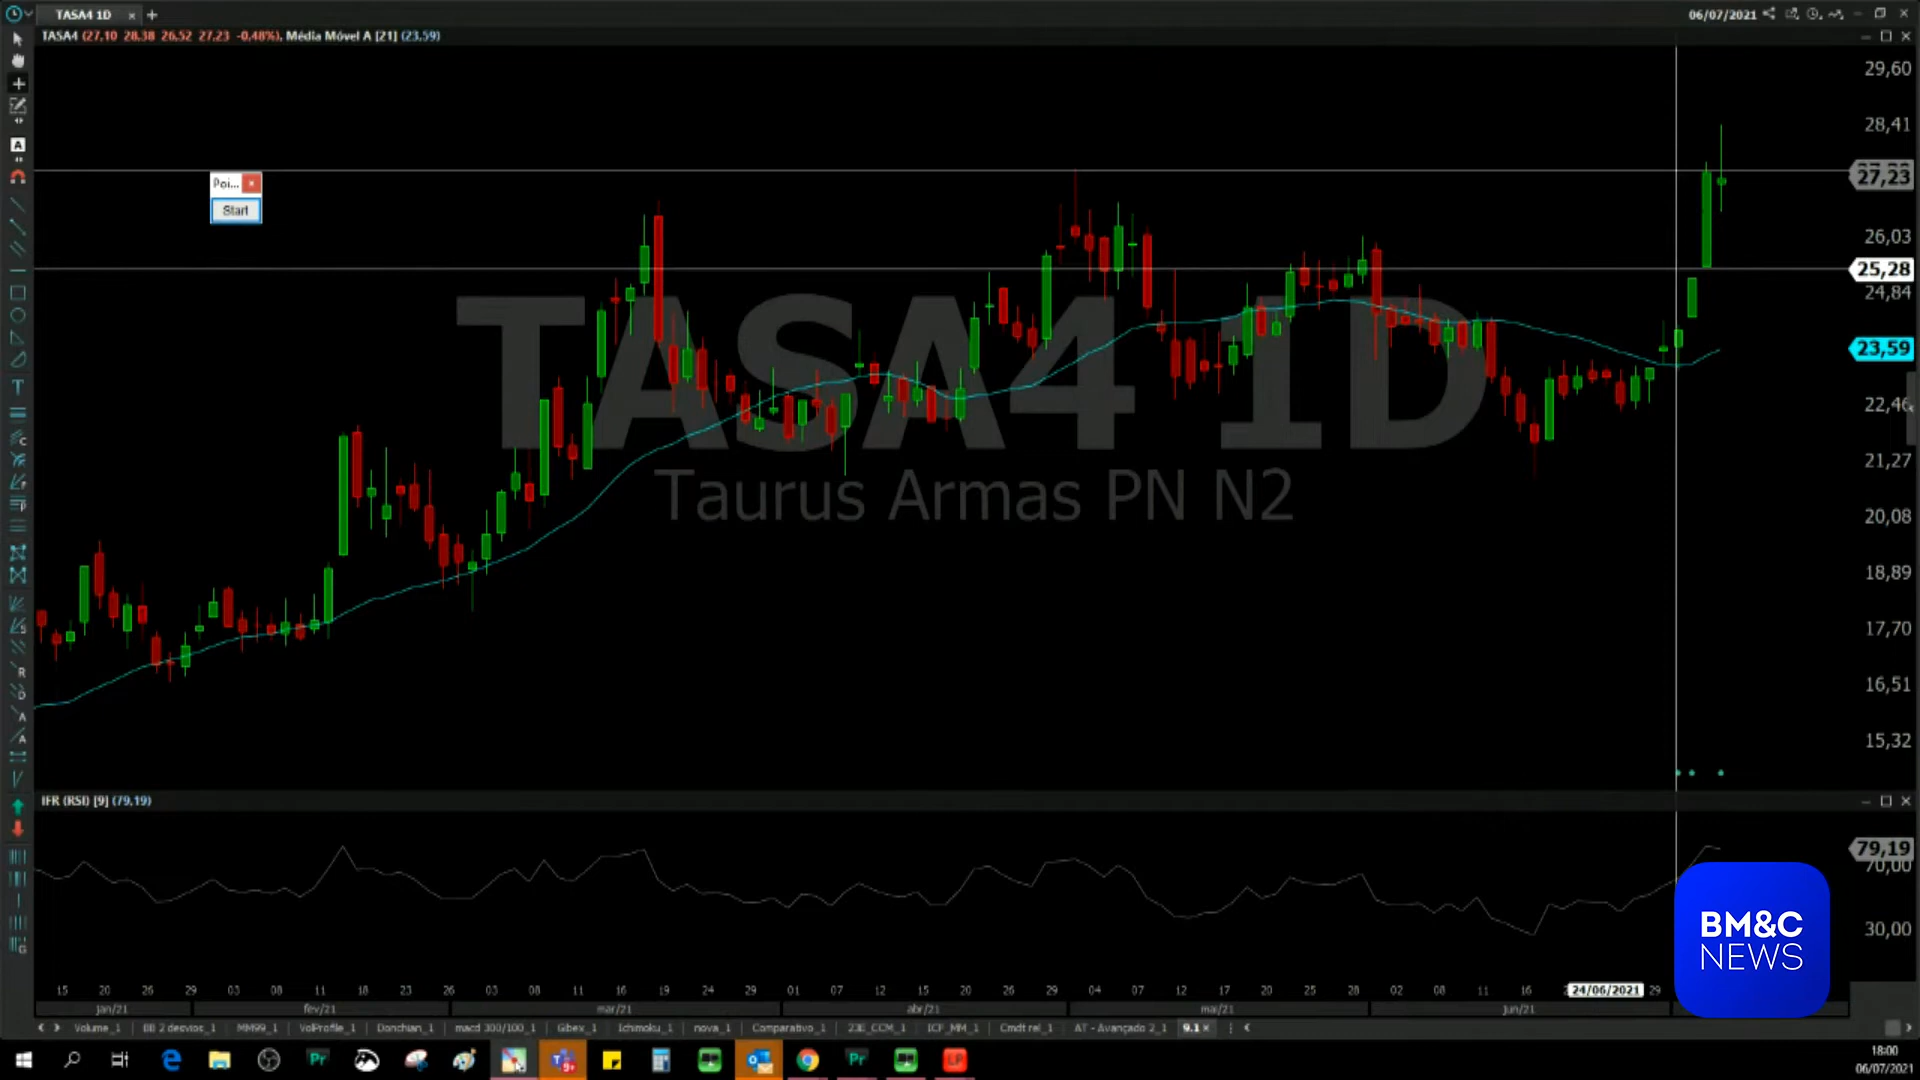 TASA4 1D
06/07/2021
TASA4 (27,10 28,38 26,52 27,23 -0,48%), Média Móvel A [21] (23,59)
29,60
28,41
27,23
26,03
25,28
24,84
23,59
22,46
21,27
20,08
18,89
17,70
16,51
15,32
Poi...
Start
TASA4 1D
Taurus Armas PN N2
IFR (RSI) [9] (79,19)
79,19
70,00
30,00
BM&C
NEWS
15 20 26 29 03 08 11 18 23 26 03 08 11 16 19 24 29 01 07 12 15 20 26 29 04 07 12 17 20 25 28 02 08 11 16 24/06/2021 29
jan/21 fev/21 mar/21 abr/21 mai/21 jun/21
Volume_1 BB 2 desvios_1 MM99_1 VolProfile_1 Donchian_1 macd 300/100_1 Gibex_1 Ichmoku_1 nova_1 Comparativo_1 23E_CCM_1 ICF_MM_1 Cmdt rel_1 AT - Avançado 2_1 9.1
18:00
06/07/2021